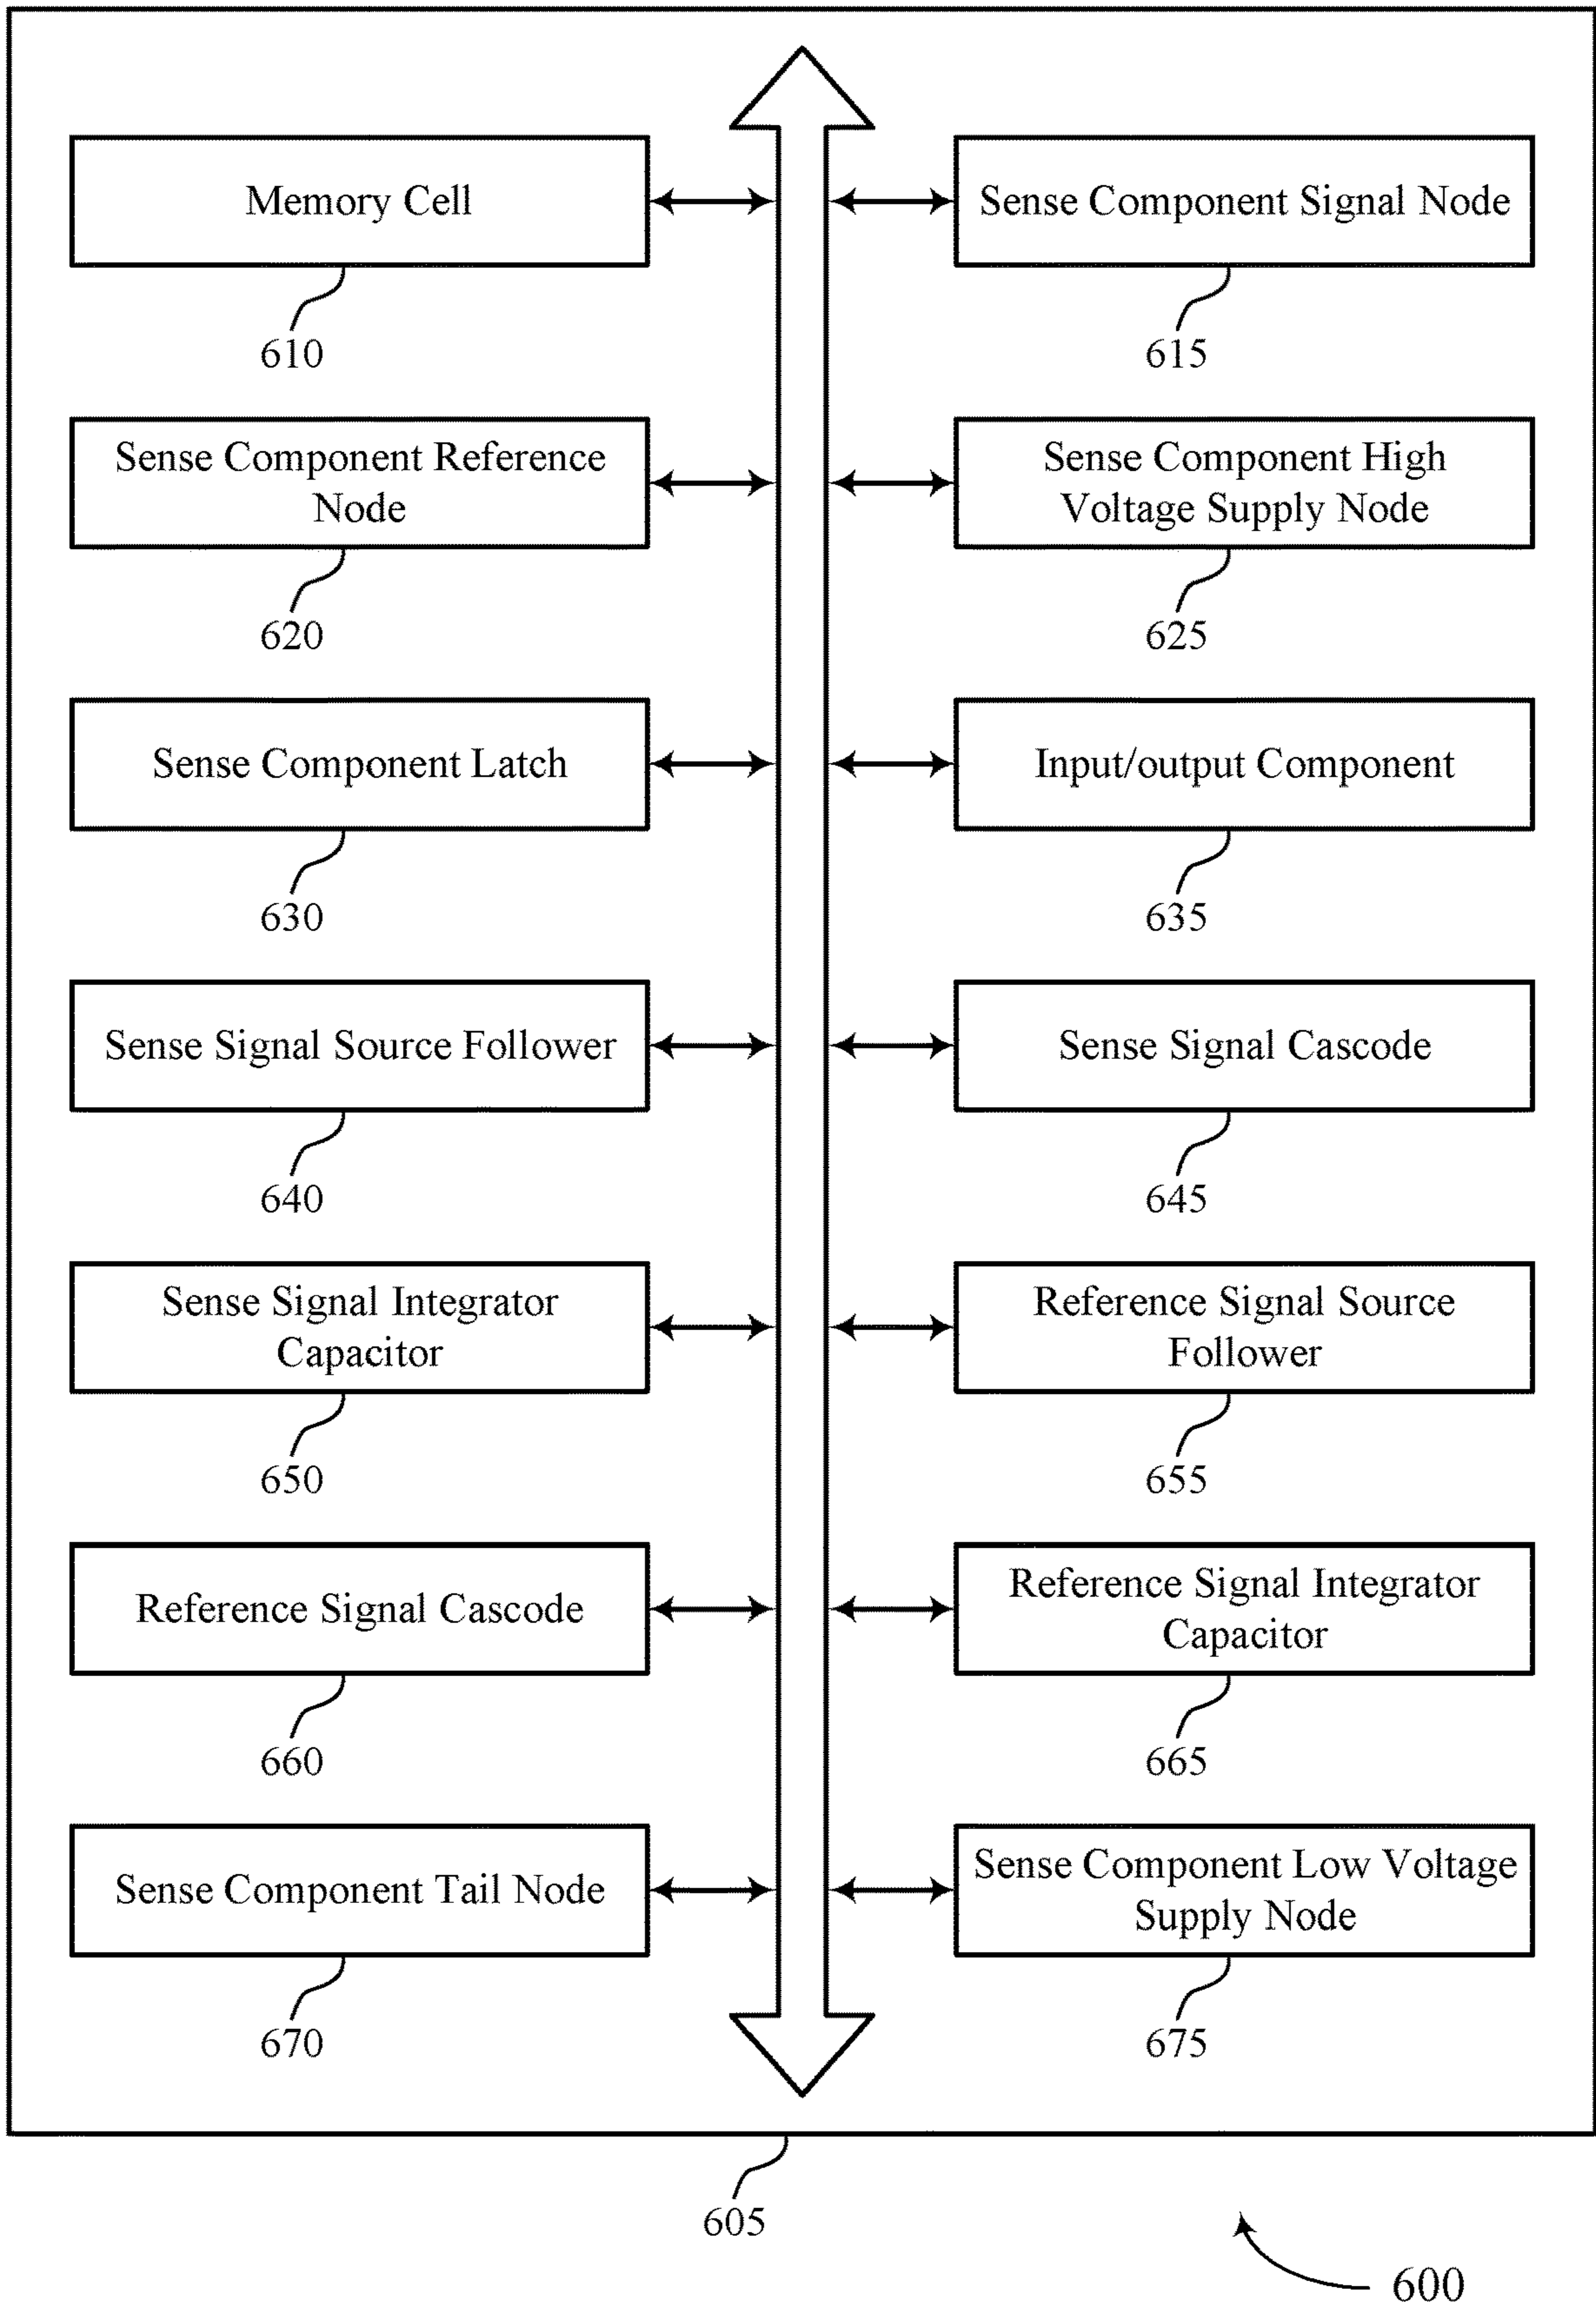 Memory Cell
610
Sense Component Signal Node
615
Sense Component Reference
Node
620
Sense Component High
Voltage Supply Node
625
Sense Component Latch
630
Input/output Component
635
Sense Signal Source Follower
640
Sense Signal Cascode
645
Sense Signal Integrator
Capacitor
650
Reference Signal Source
Follower
655
Reference Signal Cascode
660
Reference Signal Integrator
Capacitor
665
Sense Component Tail Node
670
Sense Component Low Voltage
Supply Node
675
605
600